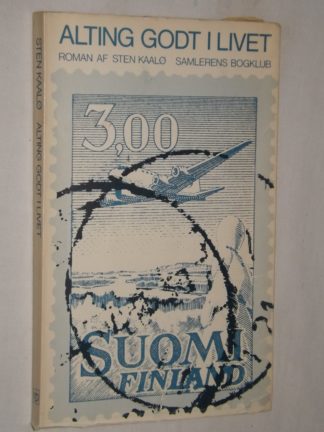 ALTING GODT I LIVET
ROMAN AF STEN KAALØ SAMLERENS BOGKLUB
STEN KAALØ ALTING GODT I LIVET
3,00
SUOMI
FINLAND